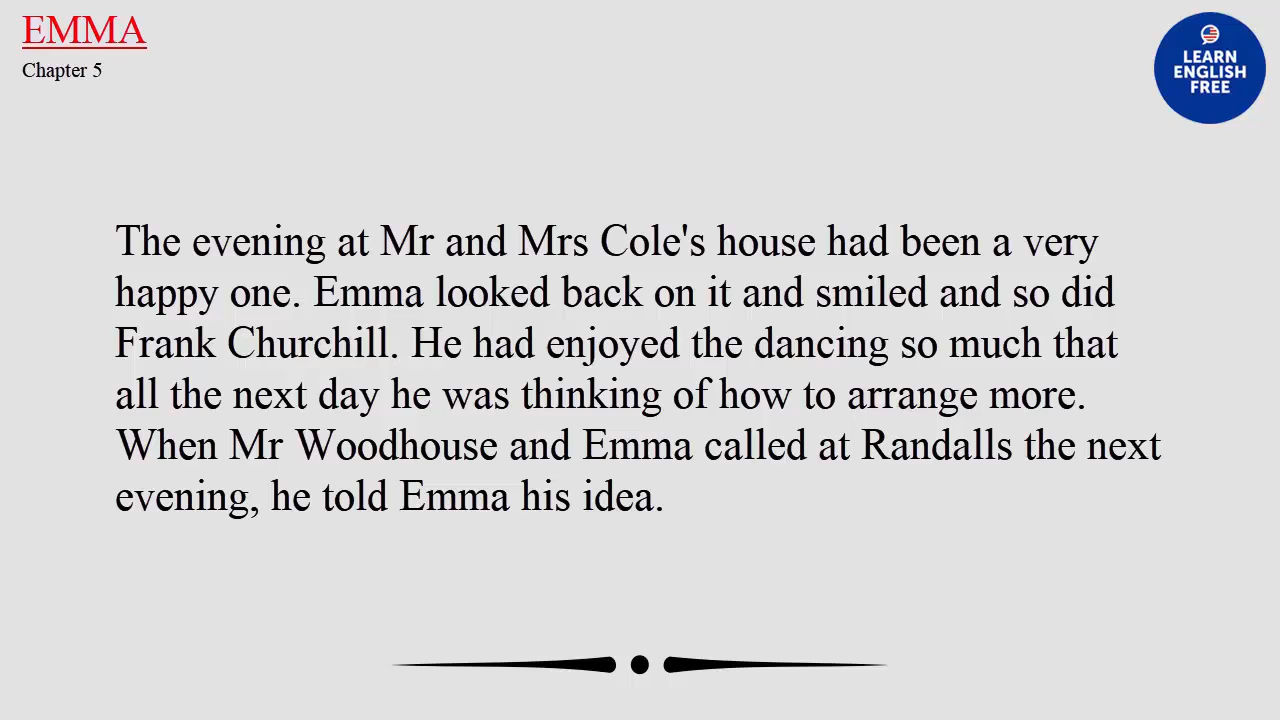 EMMA
Chapter 5
LEARN
ENGLISH
FREE
The evening at Mr and Mrs Cole's house had been a very
happy one. Emma looked back on it and smiled and so did
Frank Churchill. He had enjoyed the dancing so much that
all the next day he was thinking of how to arrange more.
When Mr Woodhouse and Emma called at Randalls the next
evening, he told Emma his idea.